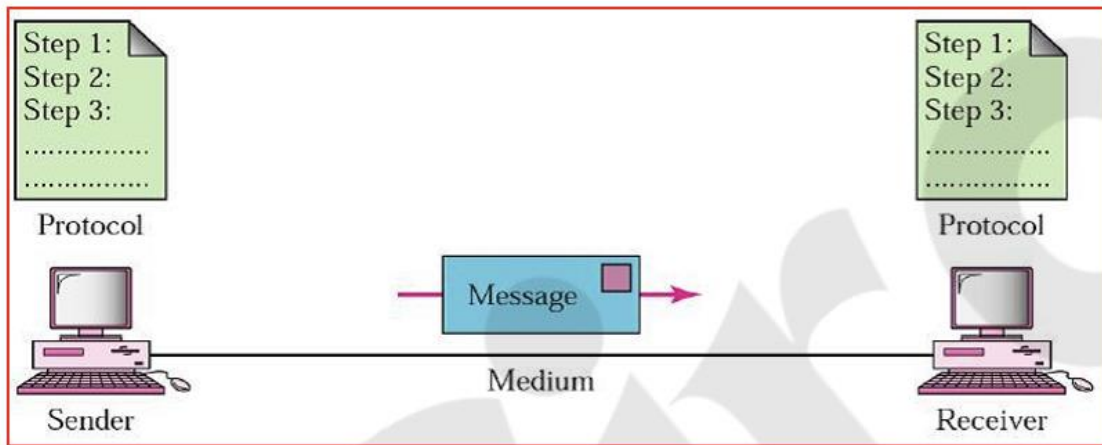 Step 1:
Step 2:
Step 3:
................
................
Protocol
Step 1:
Step 2:
Step 3:
................
................
Protocol
Message
Medium
Sender
Receiver